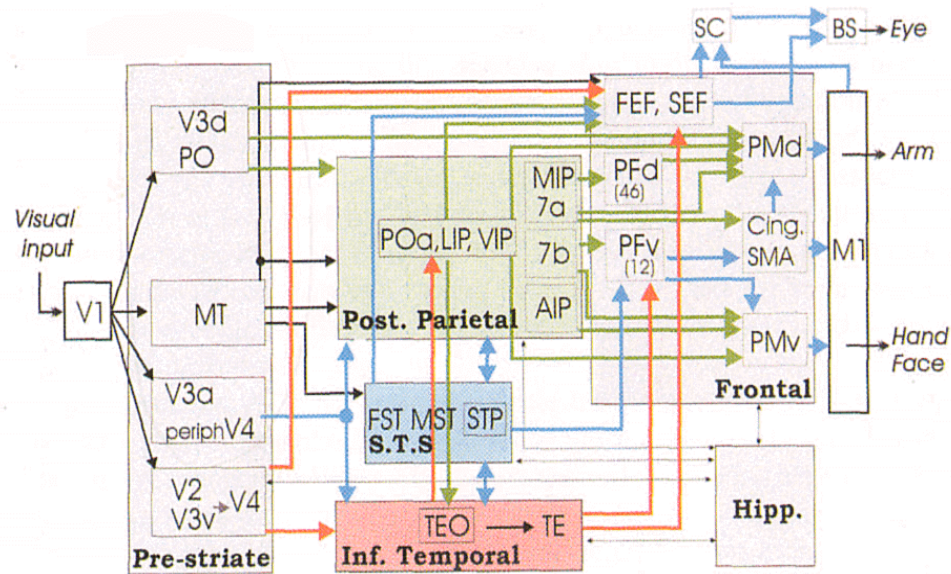 SC
BS
Eye
V3d
PO
FEF, SEF
PMd
Arm
MIP
7a
PFd
(46)
Visual
input
POa, LIP, VIP
7b
PFv
(12)
Cing.
SMA
M1
V1
MT
AIP
Post. Parietal
PMv
Hand
Face
Frontal
V3a
periphV4
FST MST STP
S.T.S
V2
V3v
V4
TEO
TE
Hipp.
Pre-striate
Inf. Temporal